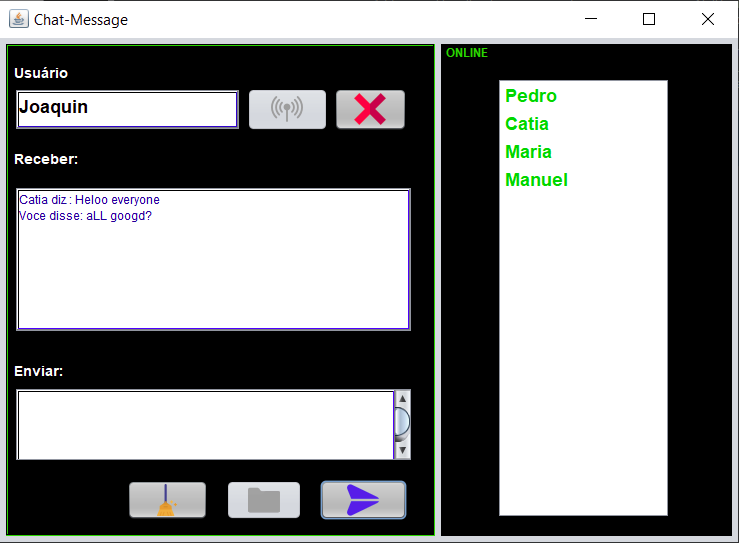 Chat-Message
Usuário
Joaquin
Receber:
Catia diz : Heloo everyone
Voce disse: aLL googd?
Enviar:
ONLINE
Pedro
Catia
Maria
Manuel